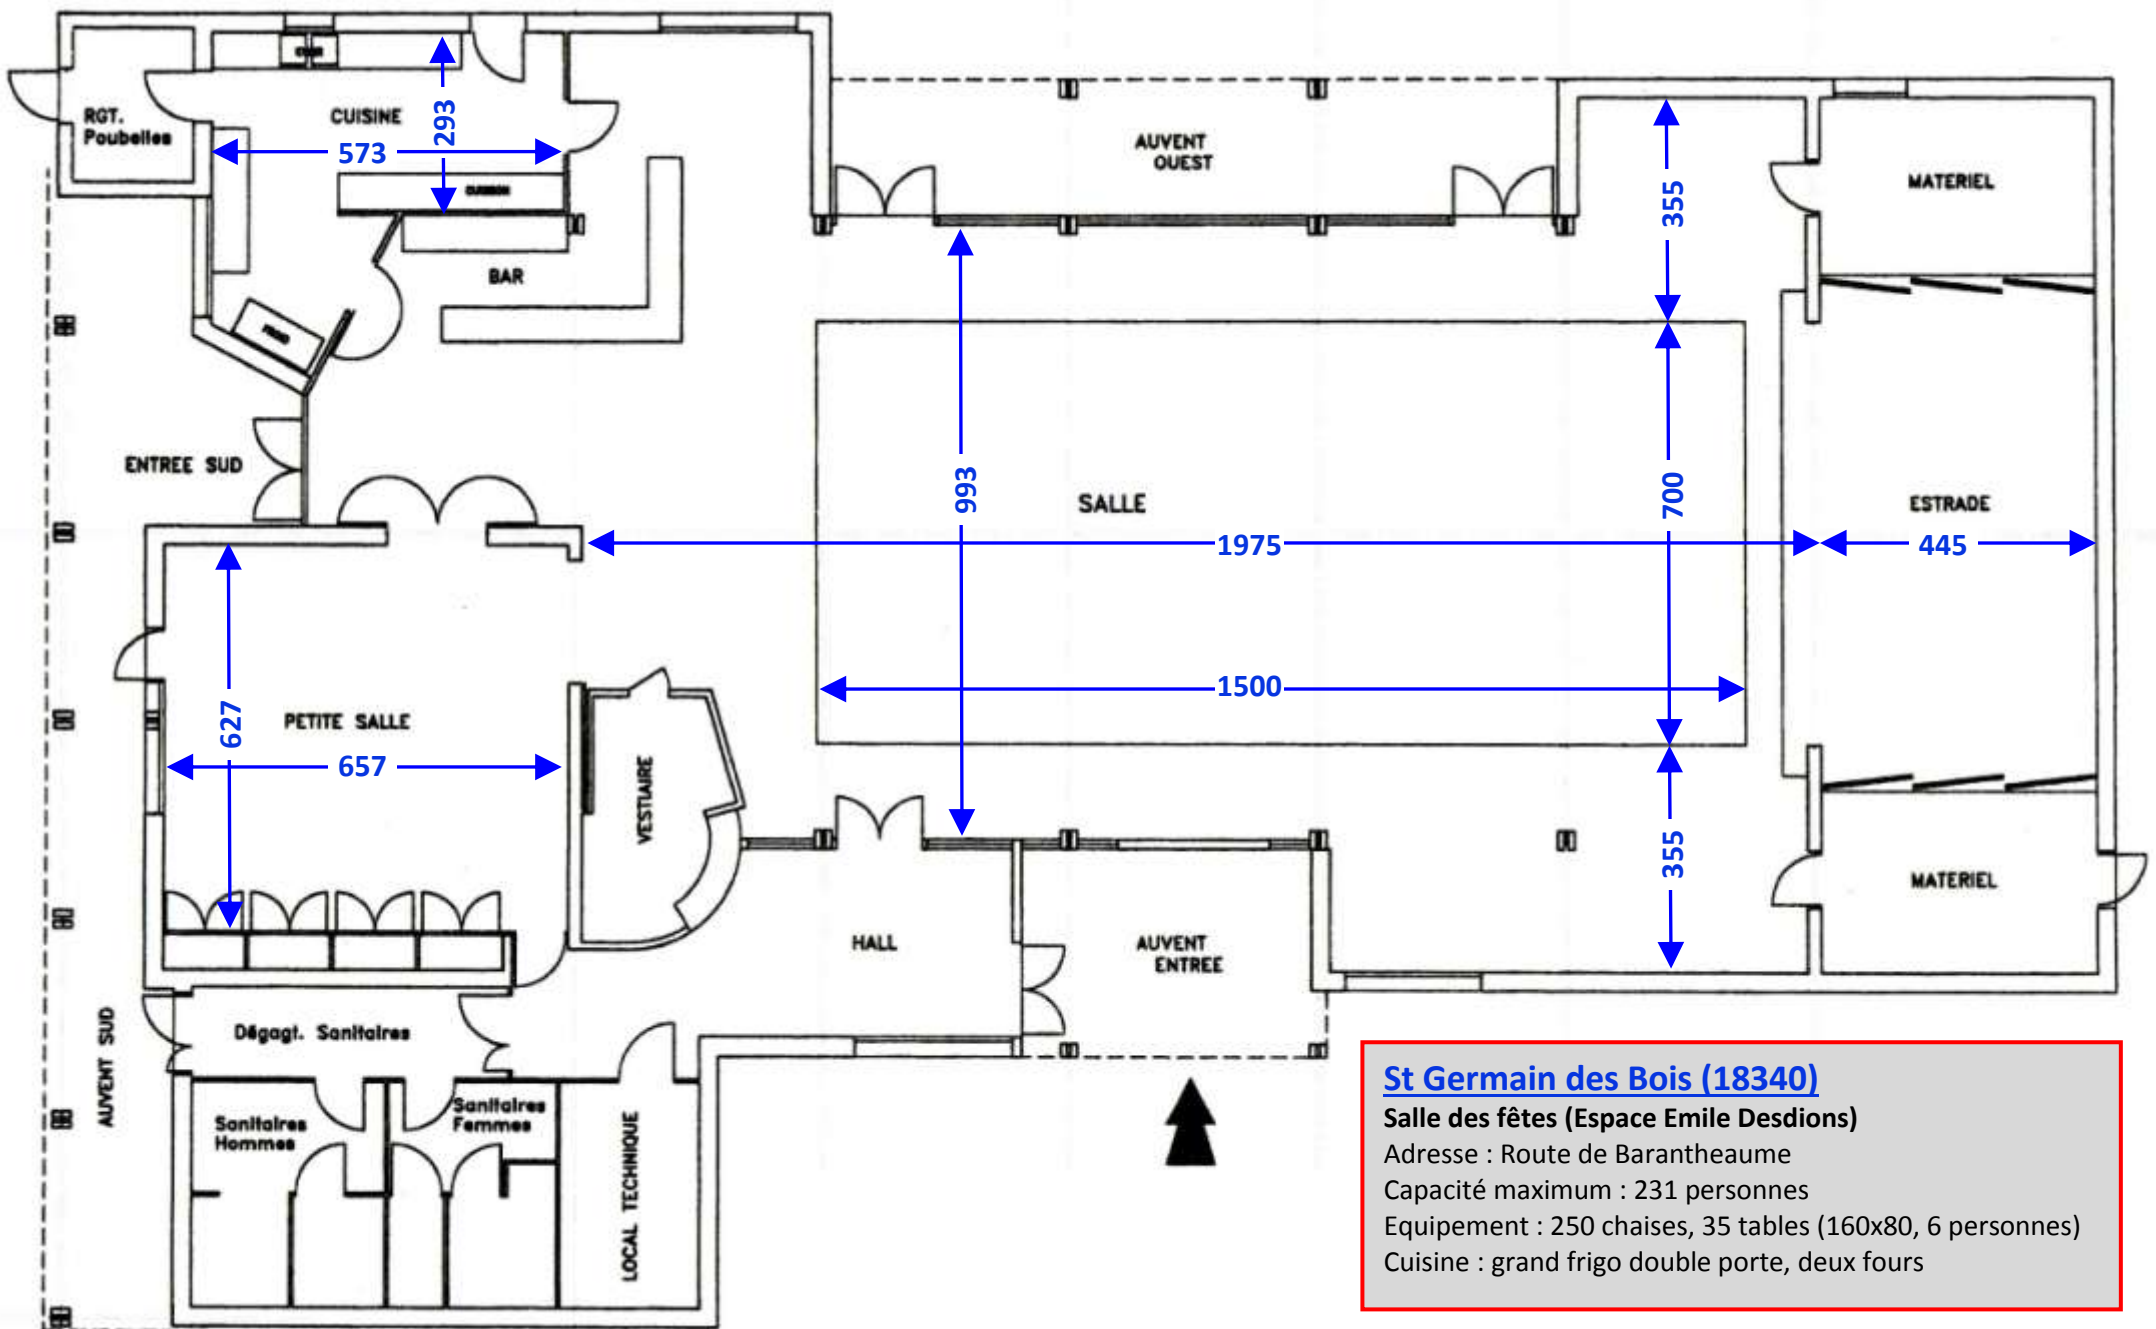 RGT.
Poubelles
CUISINE
573
293
CUISSON
BAR
FROID
AUVENT
OUEST
355
MATERIEL
ENTREE SUD
993
SALLE
700
ESTRADE
1975
445
1500
627
PETITE SALLE
657
VESTIAIRE
355
MATERIEL
HALL
AUVENT
ENTREE
AUVENT SUD
Dégagt. Sanitaires
Sanitaires
Hommes
Sanitaires
Femmes
LOCAL TECHNIQUE
St Germain des Bois (18340)
Salle des fêtes (Espace Emile Desdions)
Adresse : Route de Barantheaume
Capacité maximum : 231 personnes
Equipement : 250 chaises, 35 tables (160x80, 6 personnes)
Cuisine : grand frigo double porte, deux fours